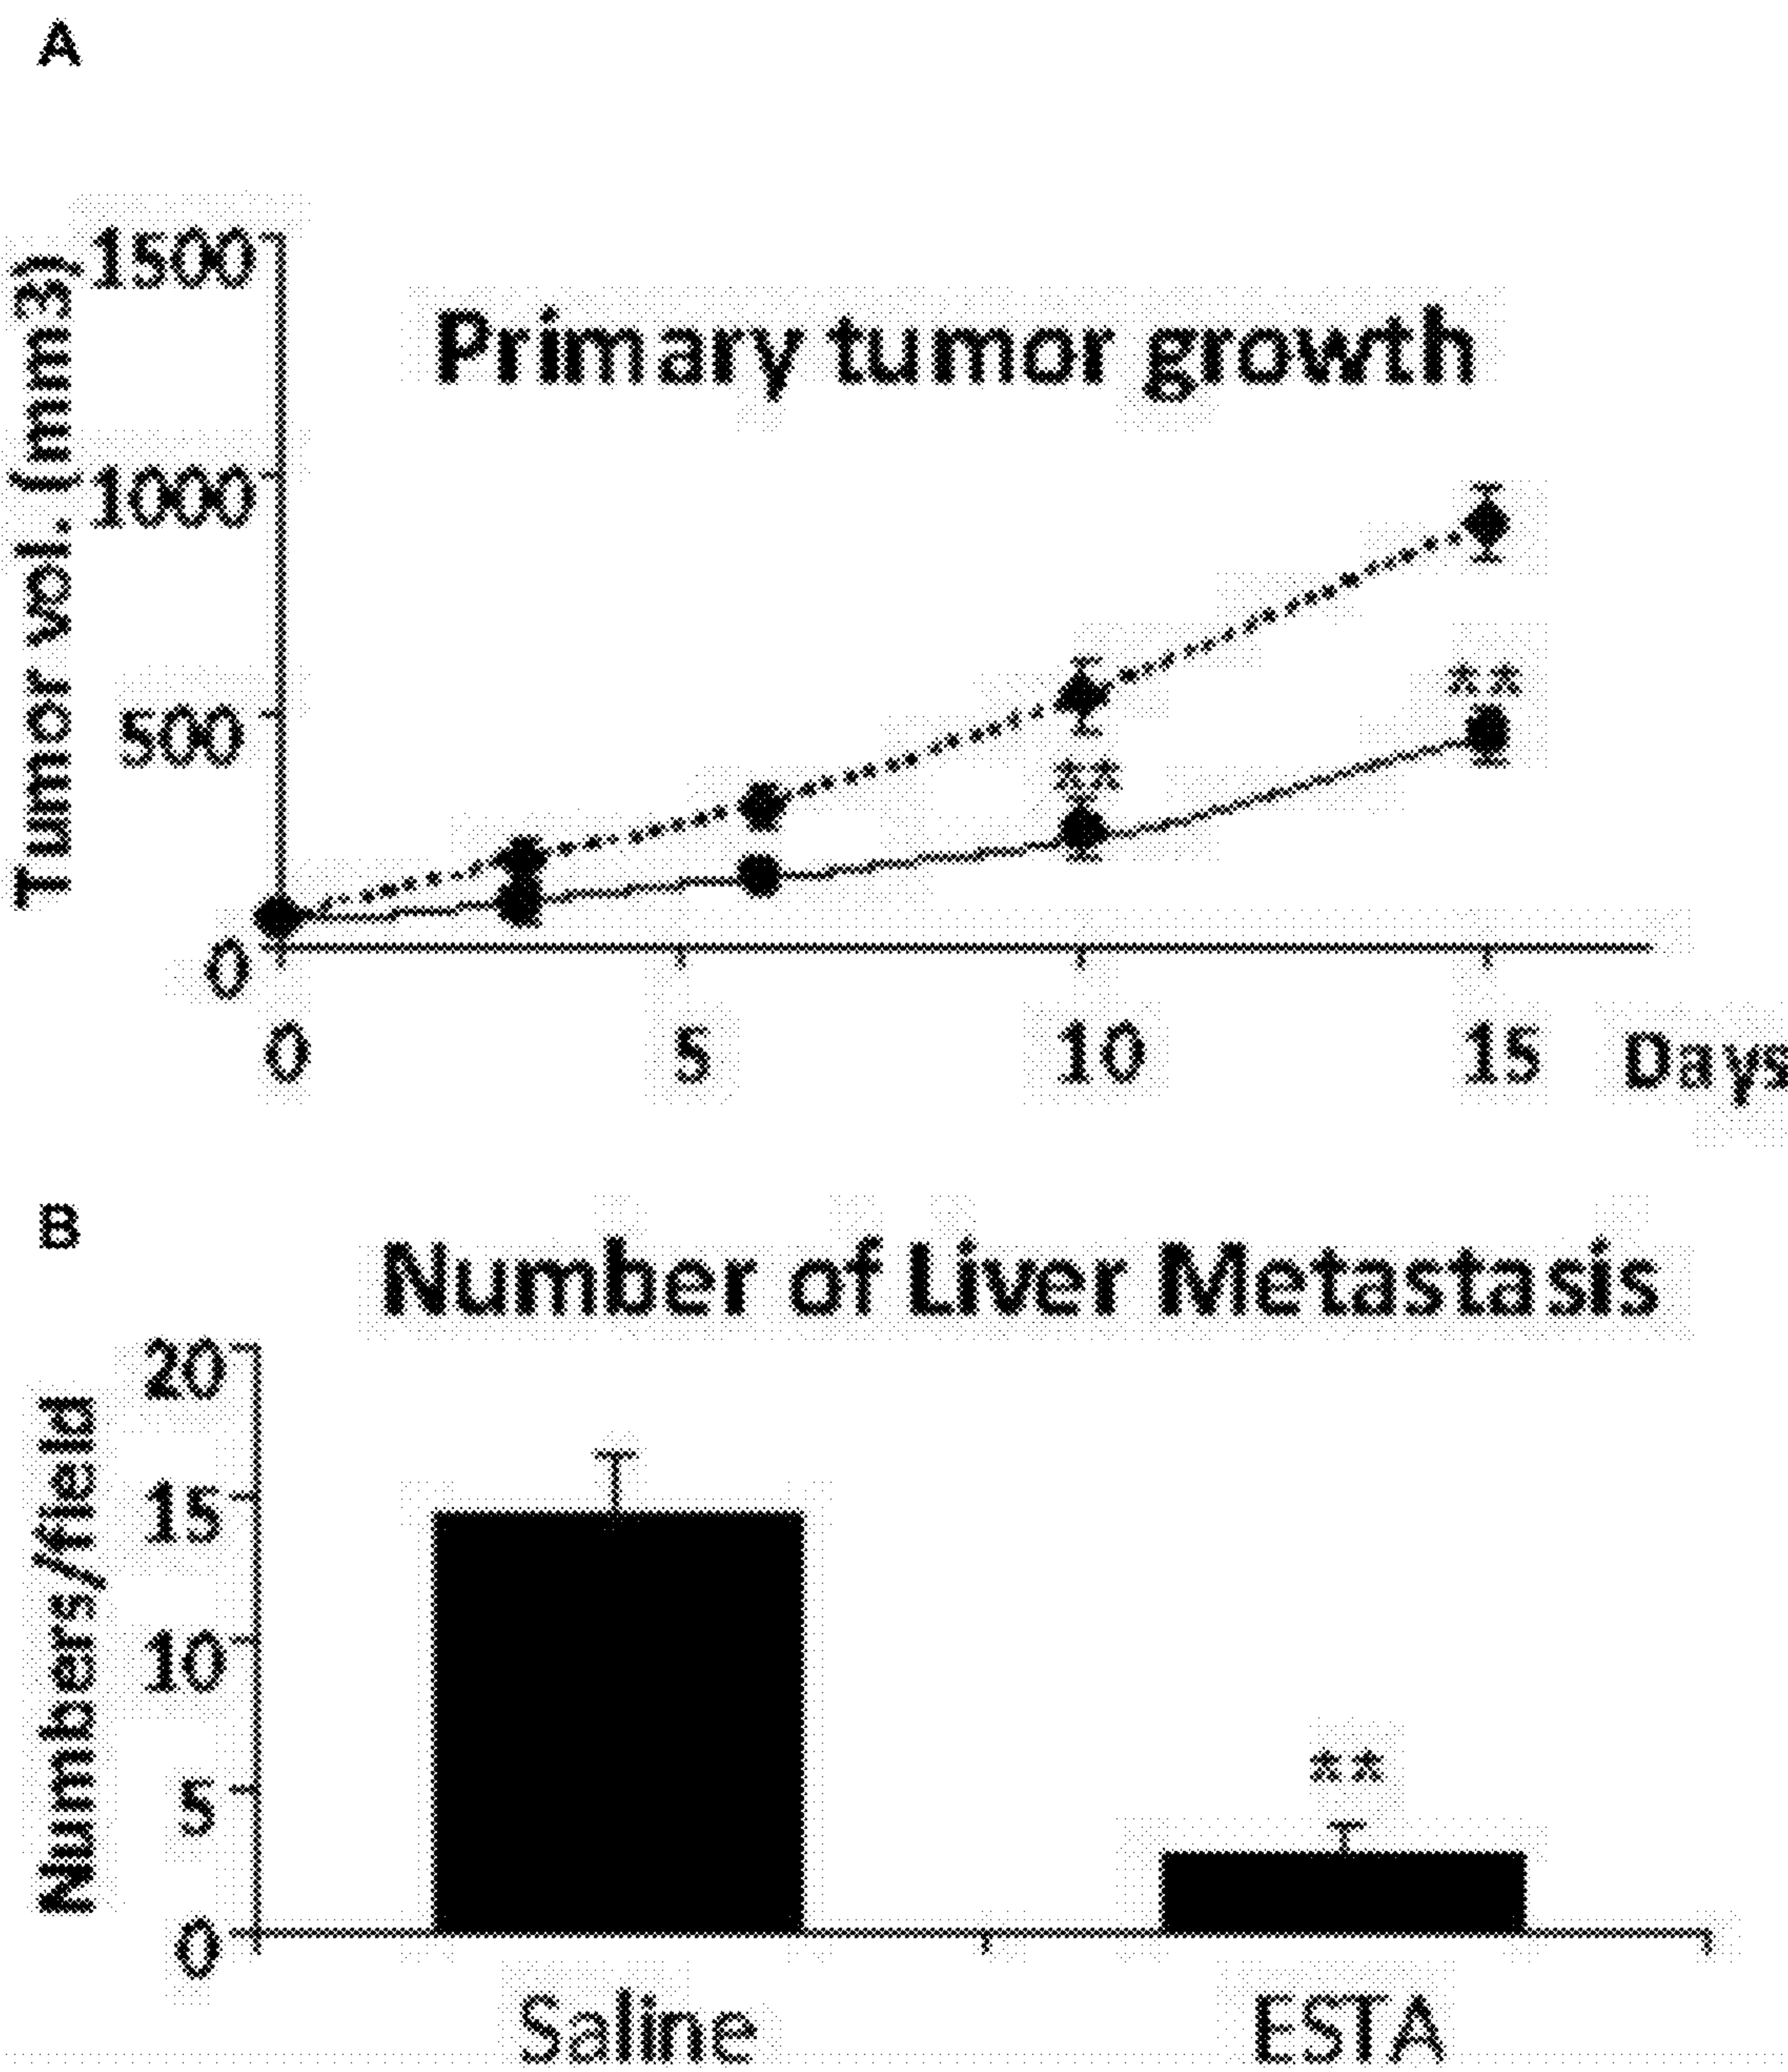 A
1500
Primary tumor growth
Tumor vol. (mm3)
1000
500
**
**
0
0 5 10 15 Days
B
Number of Liver Metastasis
Numbers/field
20
15
10
5
**
0
Saline ESTA